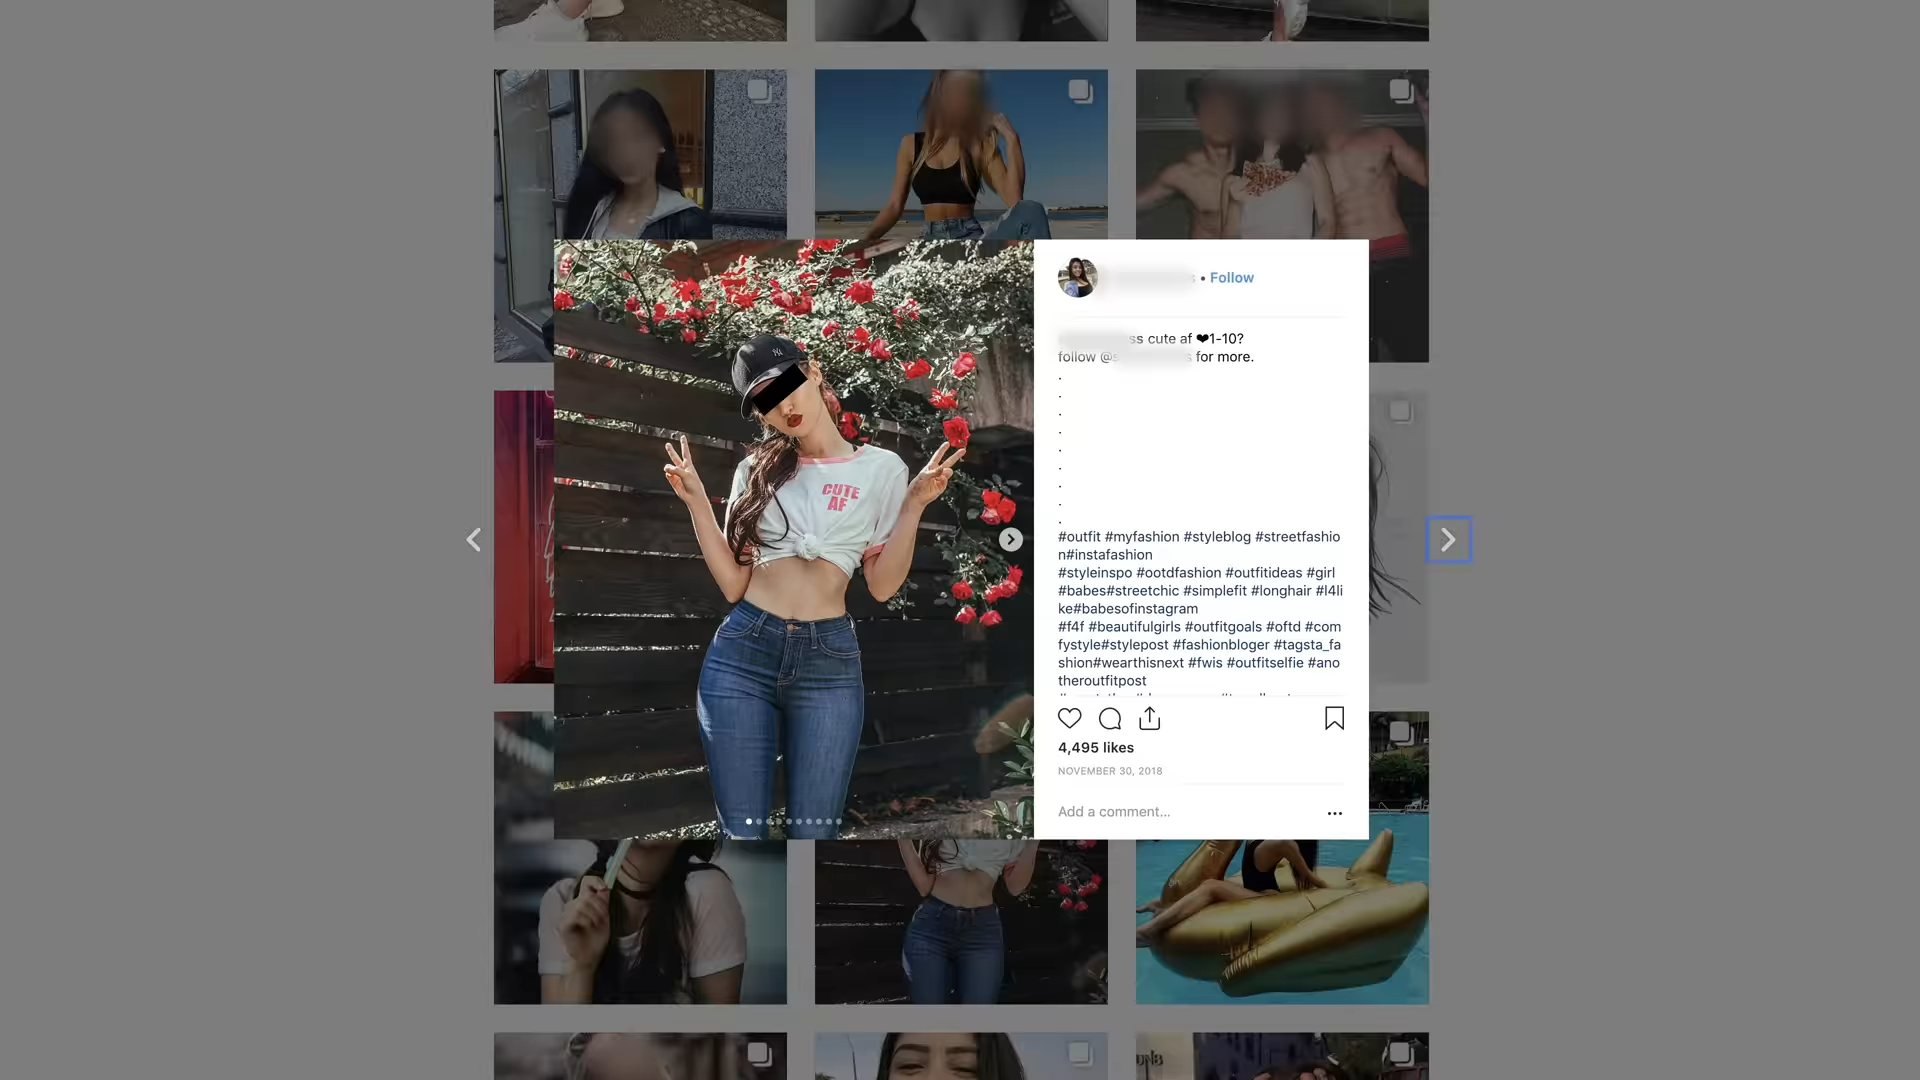 • Follow
ss cute af ❤1-10?
follow @s s for more.
.
.
.
.
.
.
.
.
.
#outfit #myfashion #styleblog #streetfashio
n#instafashion
#styleinspo #ootdfashion #outfitideas #girl
#babes#streetchic #simplefit #longhair #l4li
ke#babesofinstagram
#f4f #beautifulgirls #outfitgoals #oftd #com
fystyle#stylepost #fashionbloger #tagsta_fa
shion#wearthisnext #fwis #outfitselfie #ano
theroutfitpost
4,495 likes
NOVEMBER 30, 2018
Add a comment...
CUTE
AF
NY